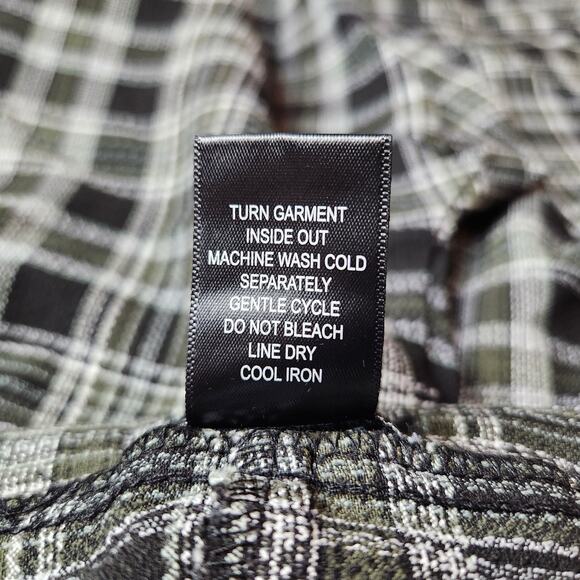 TURN GARMENT
INSIDE OUT
MACHINE WASH COLD
SEPARATELY
GENTLE CYCLE
DO NOT BLEACH
LINE DRY
COOL IRON